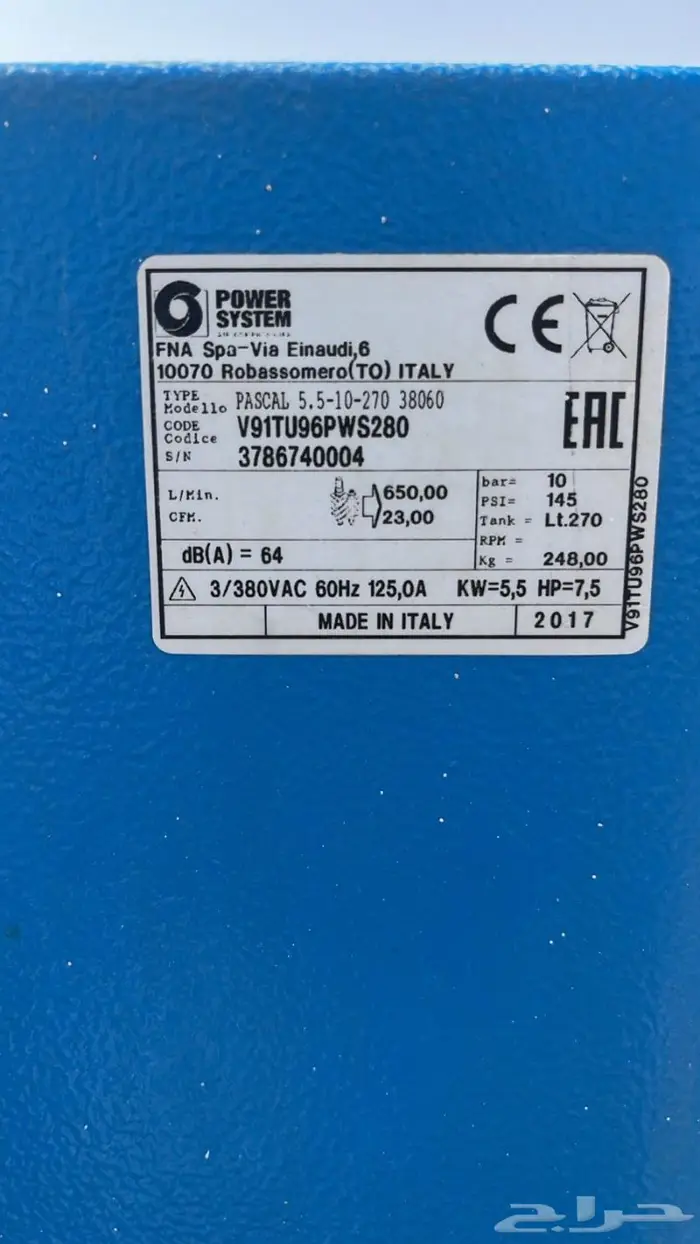 POWER
SYSTEM
FNA Spa-Via Einaudi,6
10070 Robassomero(TO) ITALY
CE
TYPE
Modello PASCAL 5.5-10-270 38060
CODE
Codice V91TU96PWS280
S/N 3786740004
EAC
L/Min. 650,00
CFM. 23,00
bar= 10
PSI= 145
Tank = Lt.270
RPM =
Kg = 248,00
dB(A) = 64
3/380VAC 60Hz 125,0A KW=5,5 HP=7,5
MADE IN ITALY 2017
V91TU96PWS280
حراج